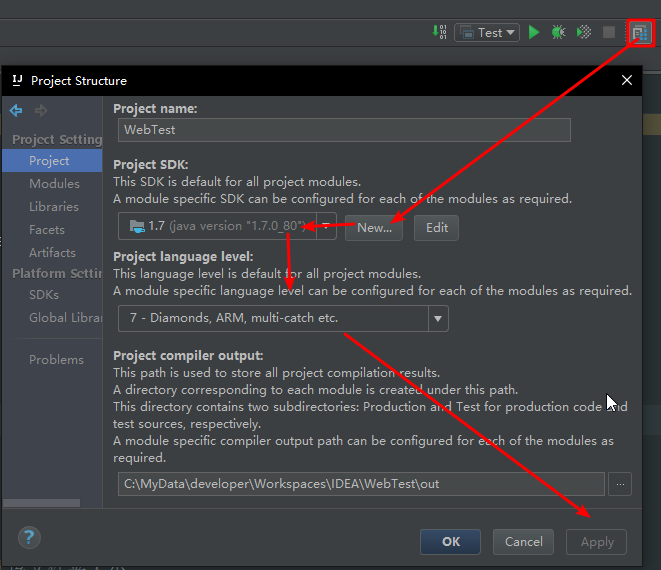 Test
Project Structure
Project name:
Project Setting
WebTest
Project
Project SDK:
Modules
This SDK is default for all project modules.
A module specific SDK can be configured for each of the modules as required.
Libraries
Facets
1.7 (java version "1.7.0_80")
New...
Edit
Artifacts
Project language level:
Platform Settin
This language level is default for all project modules.
SDKs
A module specific language level can be configured for each of the modules as required.
Global Librar
7 - Diamonds, ARM, multi-catch etc.
Problems
Project compiler output:
This path is used to store all project compilation results.
A directory corresponding to each module is created under this path.
This directory contains two subdirectories: Production and Test for production code and
test sources, respectively.
A module specific compiler output path can be configured for each of the modules as
required.
C:\MyData\developer\Workspaces\IDEA\WebTest\out
...
?
OK
Cancel
Apply